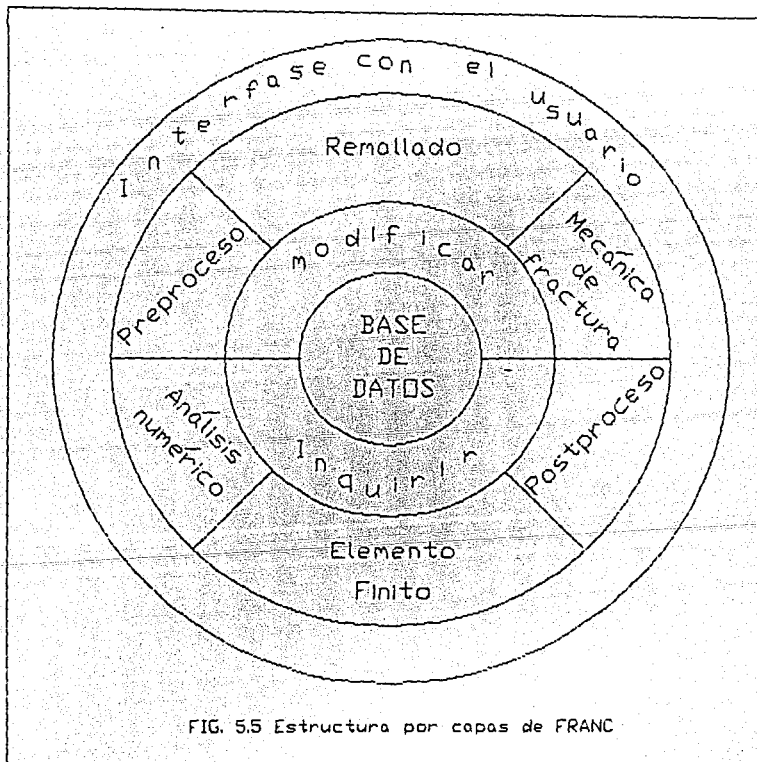 Interfase con el usuario
Remallado
Preproceso
Mecánica
de
fractura
modificar
BASE
DE
DATOS
Inquirir
Análisis
numérico
Postproceso
Elemento
Finito
FIG. 5.5 Estructura por capas de FRANC